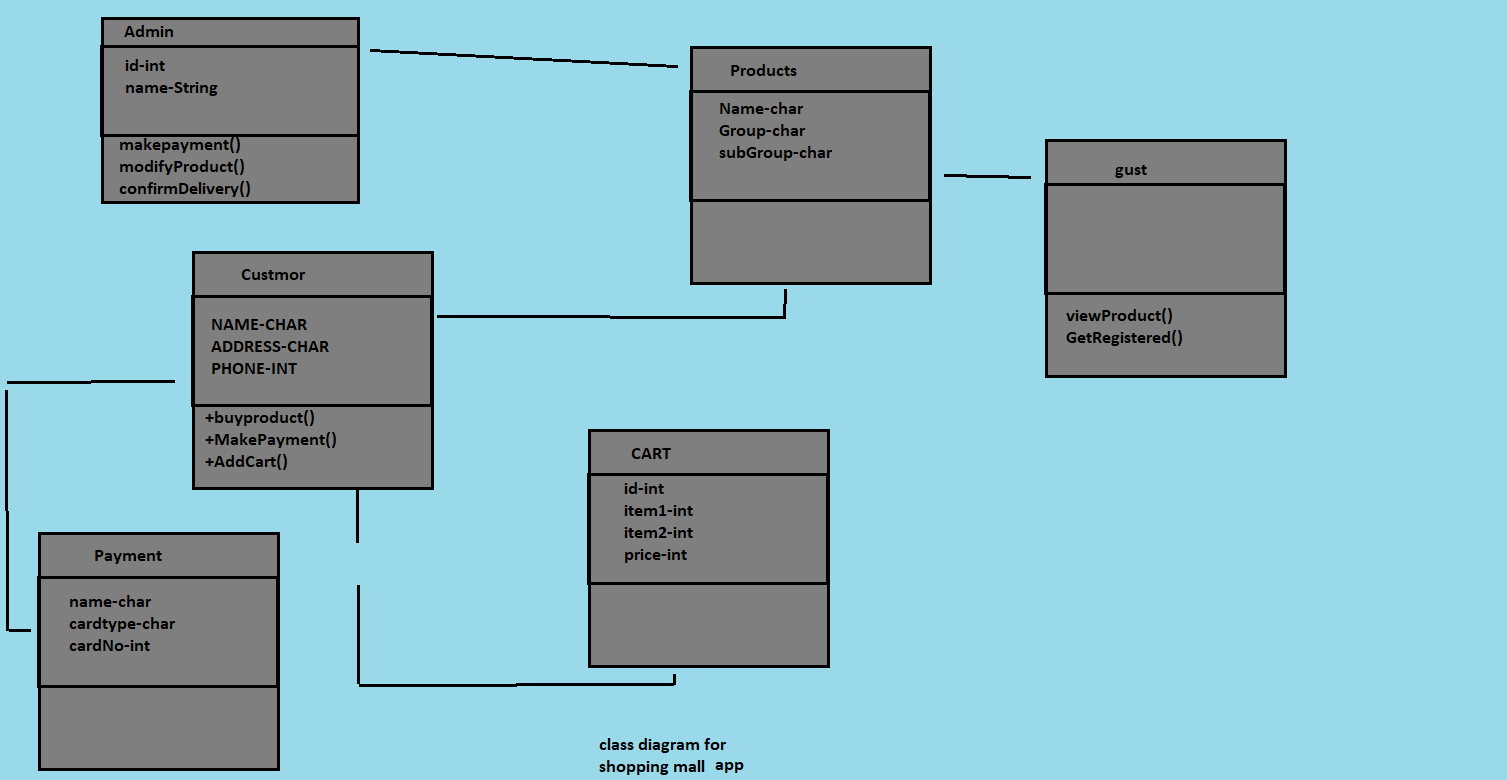 Admin
id-int
name-String
makepayment()
modifyProduct()
confirmDelivery()
Products
Name-char
Group-char
subGroup-char
gust
viewProduct()
GetRegistered()
Custmor
NAME-CHAR
ADDRESS-CHAR
PHONE-INT
+buyproduct()
+MakePayment()
+AddCart()
CART
id-int
item1-int
item2-int
price-int
Payment
name-char
cardtype-char
cardNo-int
class diagram for
shopping mall app